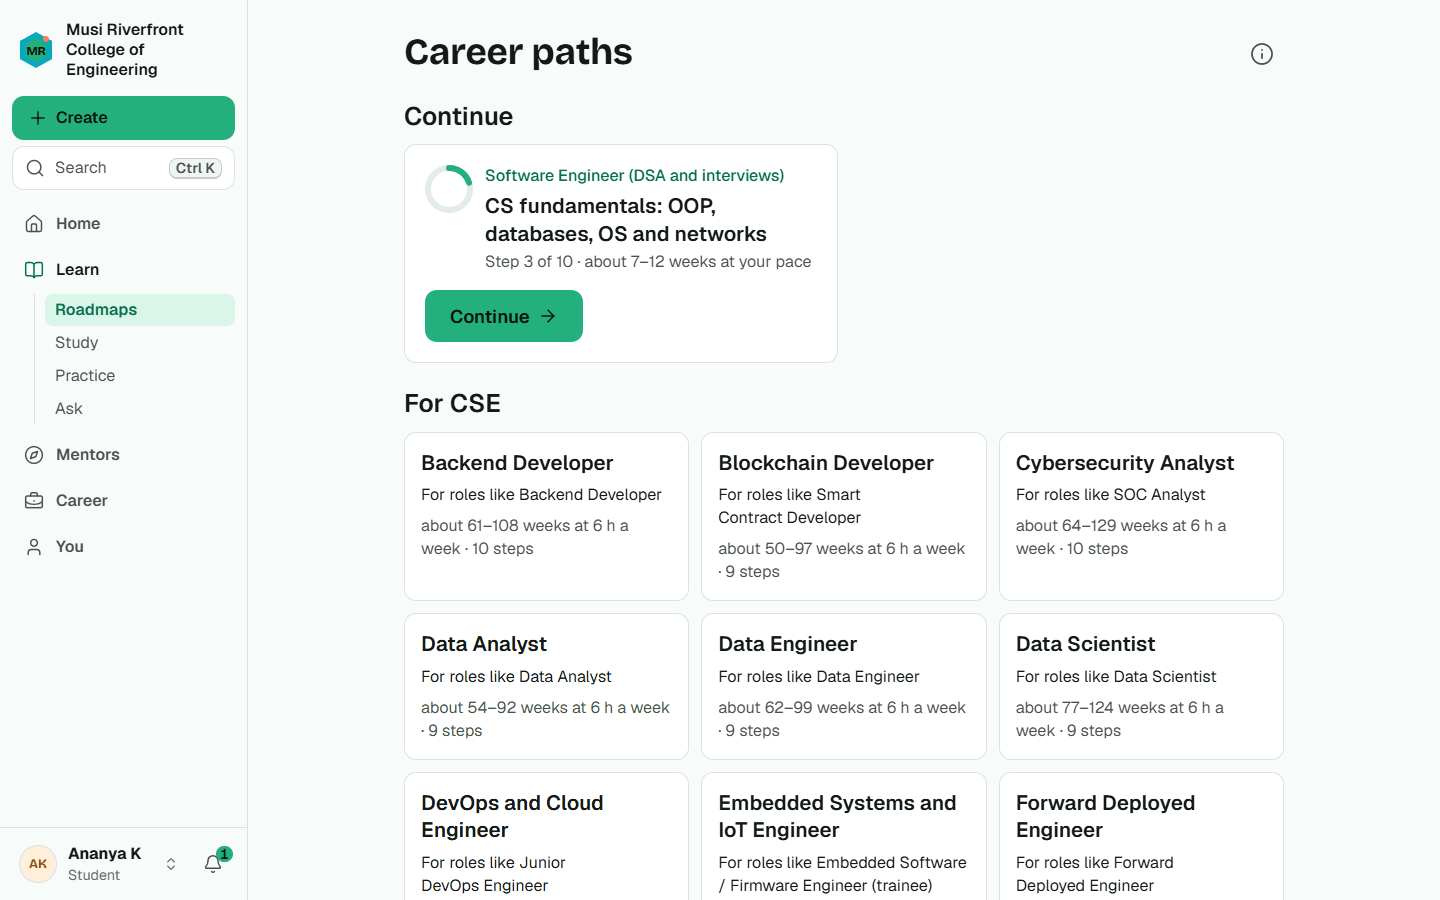 MR
Musi Riverfront
College of
Engineering
Create
Search
Ctrl K
Home
Learn
Roadmaps
Study
Practice
Ask
Mentors
Career
You
AK
Ananya K
Student
1
Career paths
Continue
Software Engineer (DSA and interviews)
CS fundamentals: OOP,
databases, OS and networks
Step 3 of 10 · about 7–12 weeks at your pace
Continue
For CSE
Backend Developer
For roles like Backend Developer
about 61–108 weeks at 6 h a
week · 10 steps
Blockchain Developer
For roles like Smart
Contract Developer
about 50–97 weeks at 6 h a week
· 9 steps
Cybersecurity Analyst
For roles like SOC Analyst
about 64–129 weeks at 6 h a
week · 10 steps
Data Analyst
For roles like Data Analyst
about 54–92 weeks at 6 h a week
· 9 steps
Data Engineer
For roles like Data Engineer
about 62–99 weeks at 6 h a week
· 9 steps
Data Scientist
For roles like Data Scientist
about 77–124 weeks at 6 h a
week · 9 steps
DevOps and Cloud
Engineer
For roles like Junior
DevOps Engineer
Embedded Systems and
IoT Engineer
For roles like Embedded Software
/ Firmware Engineer (trainee)
Forward Deployed
Engineer
For roles like Forward
Deployed Engineer